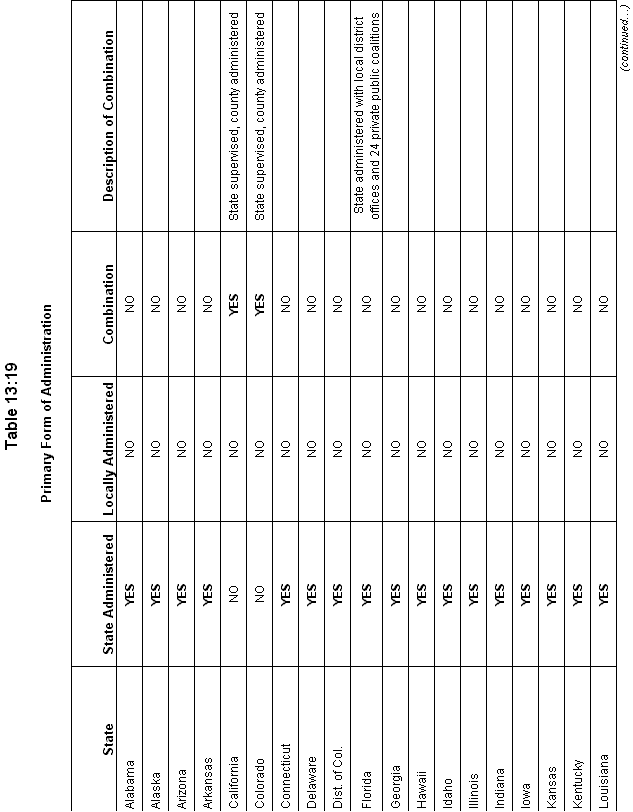 Table 13:19
Primary Form of Administration
State State Administered Locally Administered Combination Description of Combination
Alabama YES NO NO
Alaska YES NO NO
Arizona YES NO NO
Arkansas YES NO NO
California NO NO YES State supervised, county administered
Colorado NO NO YES State supervised, county administered
Connecticut YES NO NO
Delaware YES NO NO
Dist. of Col. YES NO NO
Florida YES NO NO State administered with local district
offices and 24 private public coalitions
Georgia YES NO NO
Hawaii YES NO NO
Idaho YES NO NO
Illinois YES NO NO
Indiana YES NO NO
Iowa YES NO NO
Kansas YES NO NO
Kentucky YES NO NO
Louisiana YES NO NO
(continued...)